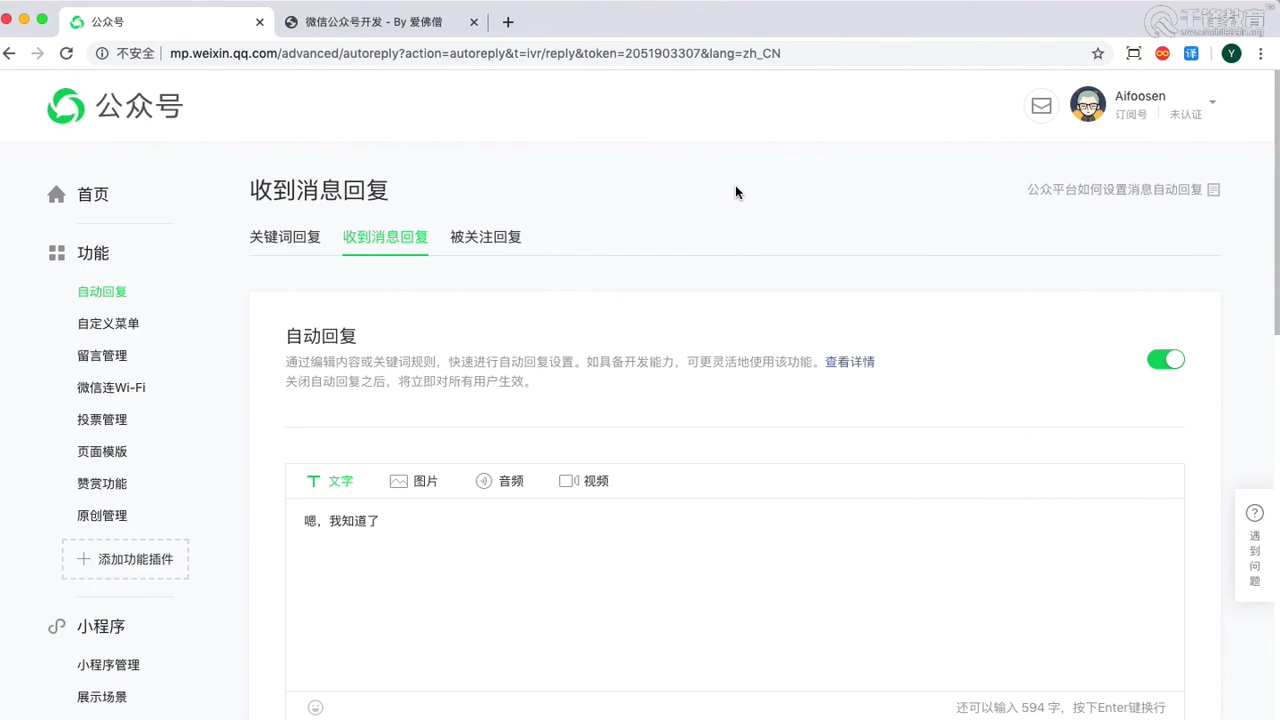 公众号
微信公众号开发 - By 爱佛僧
千锋教育
www.mobiletrain.org
不安全
mp.weixin.qq.com/advanced/autoreply?action=autoreply&t=ivr/reply&token=2051903307&lang=zh_CN
译
Y
公众号
Aifoosen
订阅号
未认证
首页
功能
自动回复
自定义菜单
留言管理
微信连Wi-Fi
投票管理
页面模版
赞赏功能
原创管理
添加功能插件
小程序
小程序管理
展示场景
收到消息回复
公众平台如何设置消息自动回复
关键词回复
收到消息回复
被关注回复
自动回复
通过编辑内容或关键词规则，快速进行自动回复设置。如具备开发能力，可更灵活地使用该功能。查看详情
关闭自动回复之后，将立即对所有用户生效。
文字
图片
音频
视频
嗯，我知道了
还可以输入 594 字，按下Enter键换行
遇到问题